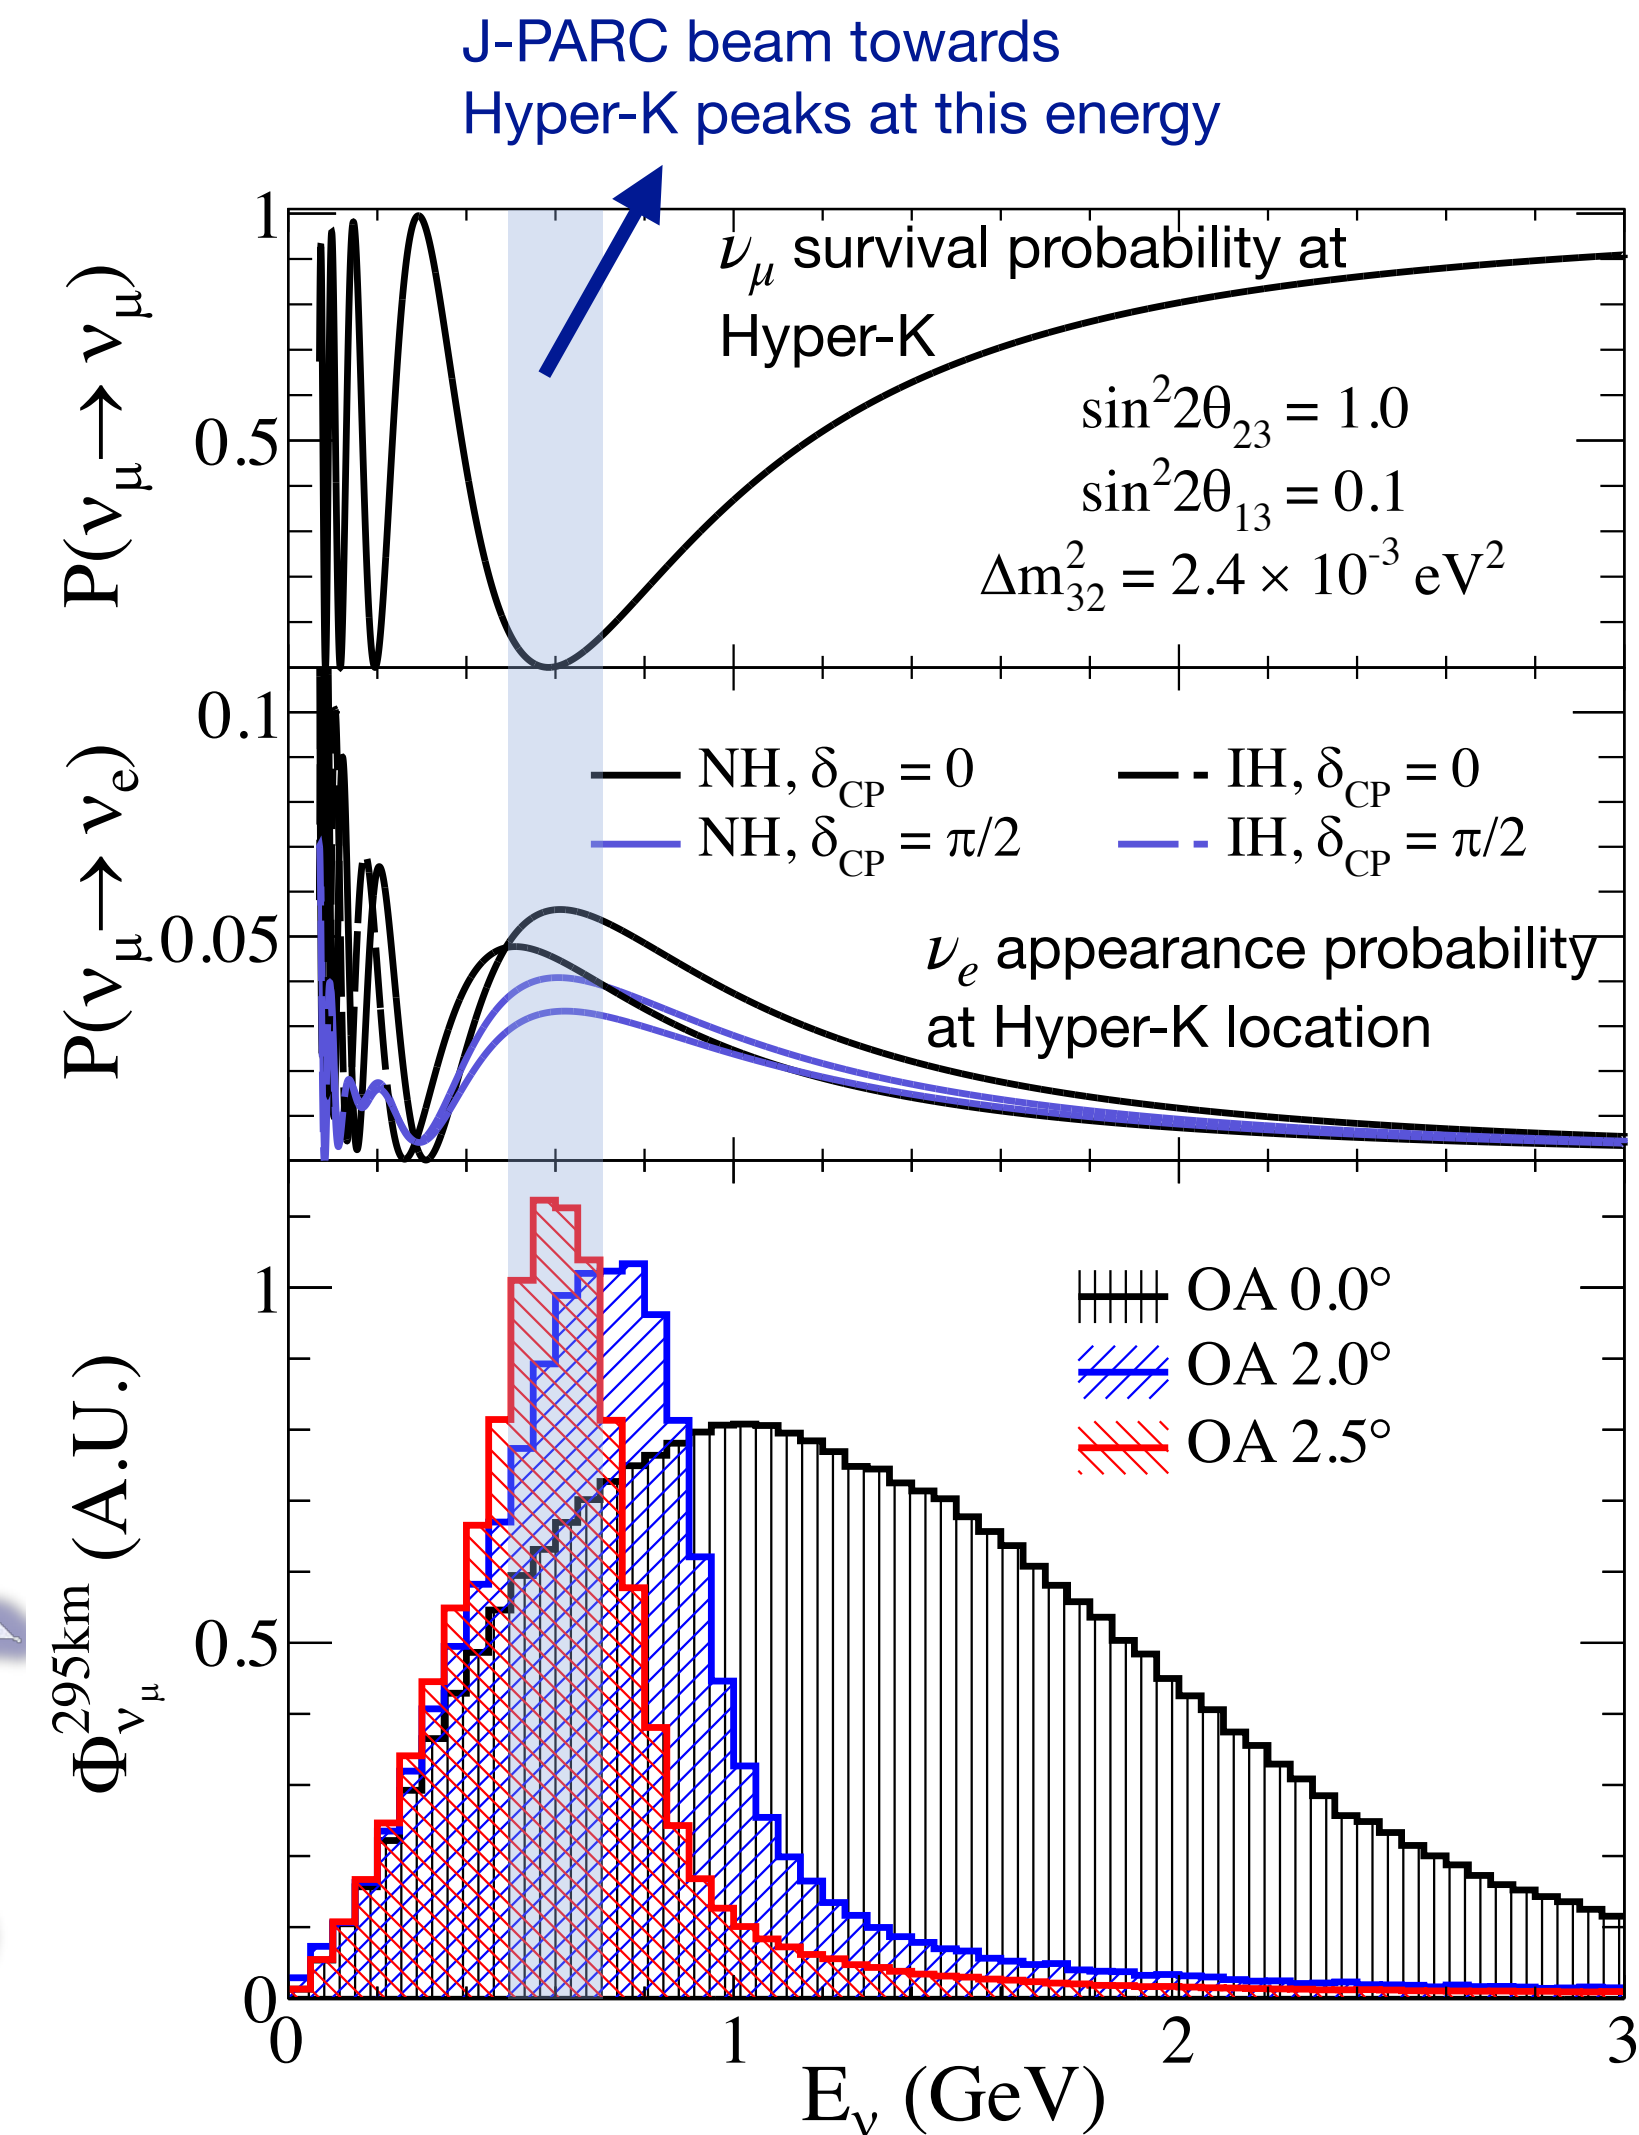 J-PARC beam towards
Hyper-K peaks at this energy
P(νμ→νμ)
1
0.5
νμ survival probability at
Hyper-K
sin²2θ₂₃ = 1.0
sin²2θ₁₃ = 0.1
Δm²₃₂ = 2.4 × 10⁻³ eV²
P(νμ→νe)
0.1
0.05
NH, δCP = 0
IH, δCP = 0
NH, δCP = π/2
IH, δCP = π/2
νe appearance probability
at Hyper-K location
Φνμ²⁹⁵ᵏᵐ (A.U.)
1
0.5
0
OA 0.0°
OA 2.0°
OA 2.5°
0 1 2 3
Eν (GeV)